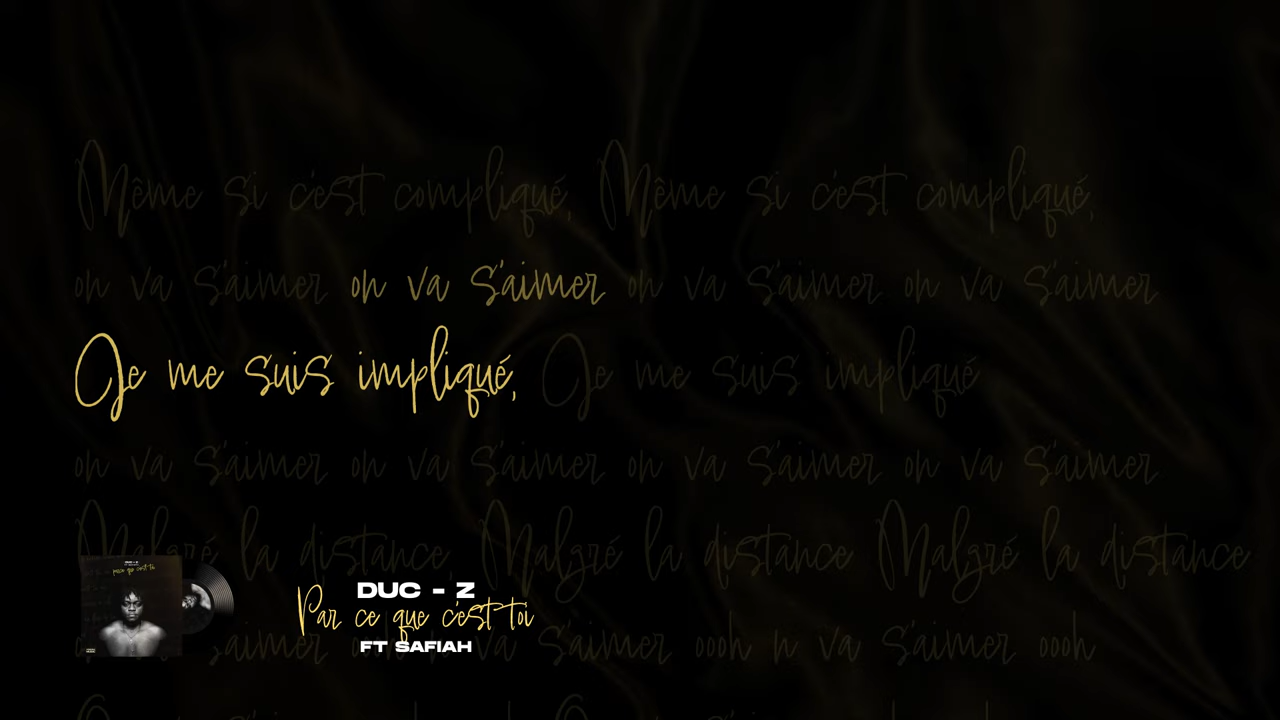 Même si c'est compliqué, Même si c'est compliqué,
on va s'aimer on va s'aimer on va s'aimer on va s'aimer
Je me suis impliqué, Je me suis impliqué
on va s'aimer on va s'aimer on va s'aimer on va s'aimer
Malgré la distance Malgré la distance Malgré la distance
s'aimer oooh n va s'aimer oooh n va s'aimer oooh
DUC - Z
Par ce que c'est toi
FT SAFIAH